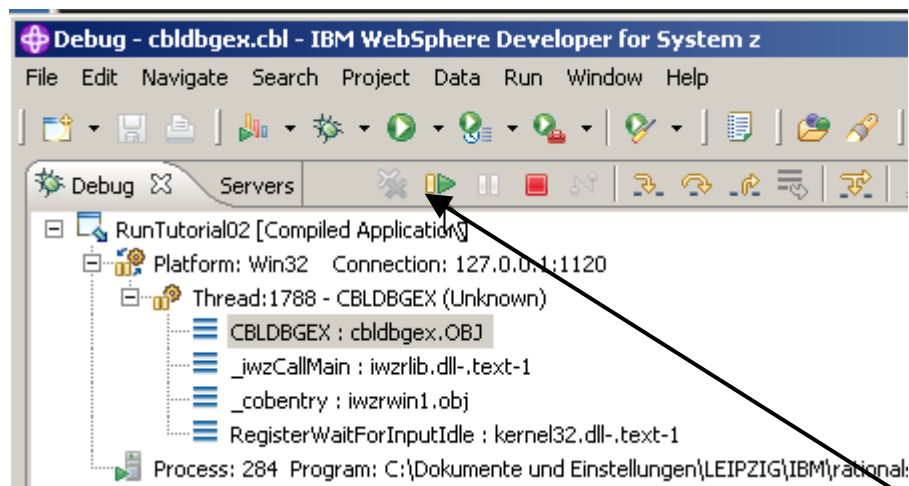 Debug - cbldbgex.cbl - IBM WebSphere Developer for System z
File Edit Navigate Search Project Data Run Window Help
Debug Servers
RunTutorial02 [Compiled Application]
Platform: Win32 Connection: 127.0.0.1:1120
Thread:1788 - CBLDBGEX (Unknown)
CBLDBGEX : cbldbgex.OBJ
_iwzCallMain : iwzrlib.dll-.text-1
_cobentry : iwzrwin1.obj
RegisterWaitForInputIdle : kernel32.dll-.text-1
Process: 284 Program: C:\Dokumente und Einstellungen\LEIPZIG\IBM\rationals